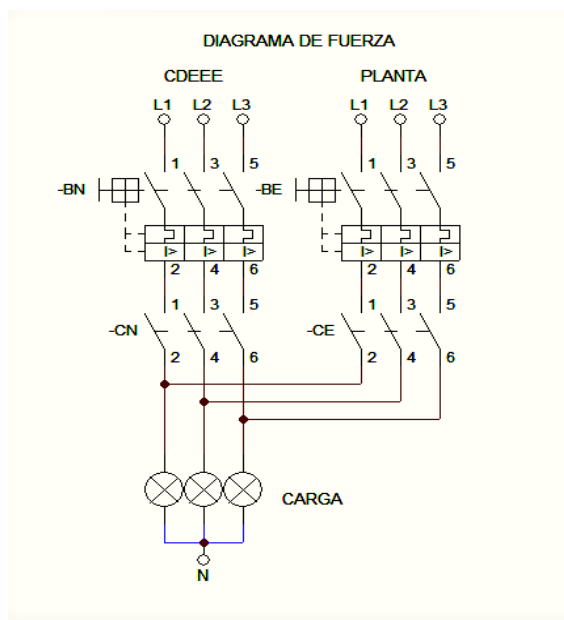 DIAGRAMA DE FUERZA
CDEEE PLANTA
L1 L2 L3 L1 L2 L3
1 3 5 1 3 5
-BN -BE
I> I> I> I> I> I>
2 4 6 2 4 6
1 3 5 1 3 5
-CN -CE
2 4 6 2 4 6
CARGA
N